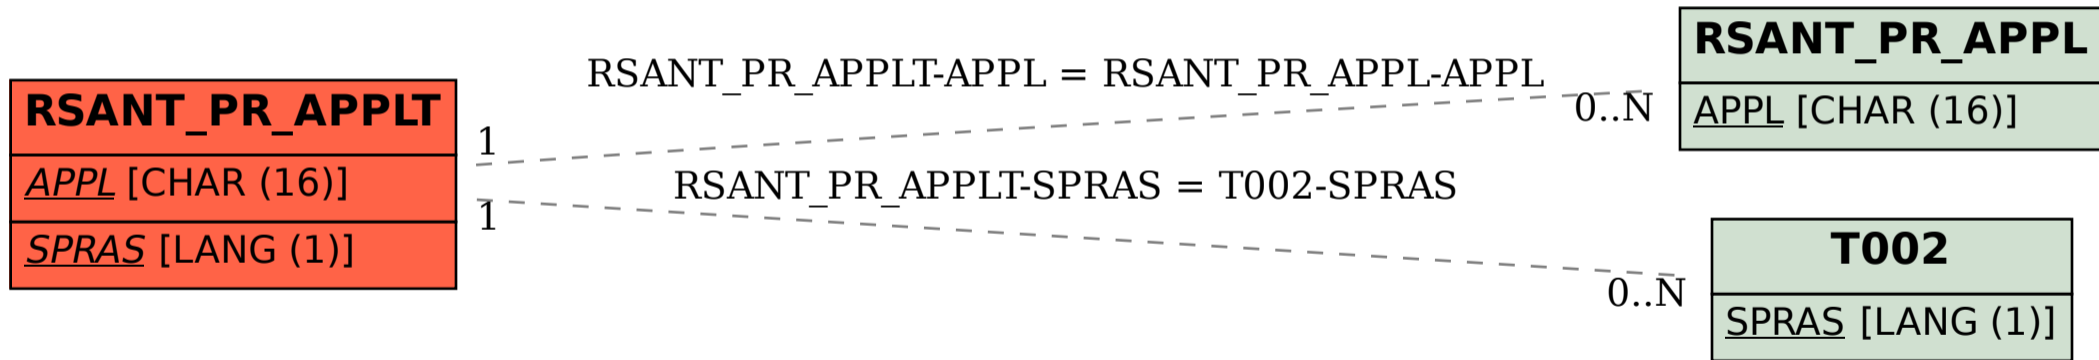 RSANT_PR_APPLT
APPL [CHAR (16)]
SPRAS [LANG (1)]
RSANT_PR_APPLT-APPL = RSANT_PR_APPL-APPL
1
0..N
RSANT_PR_APPLT-SPRAS = T002-SPRAS
1
0..N
RSANT_PR_APPL
APPL [CHAR (16)]
T002
SPRAS [LANG (1)]